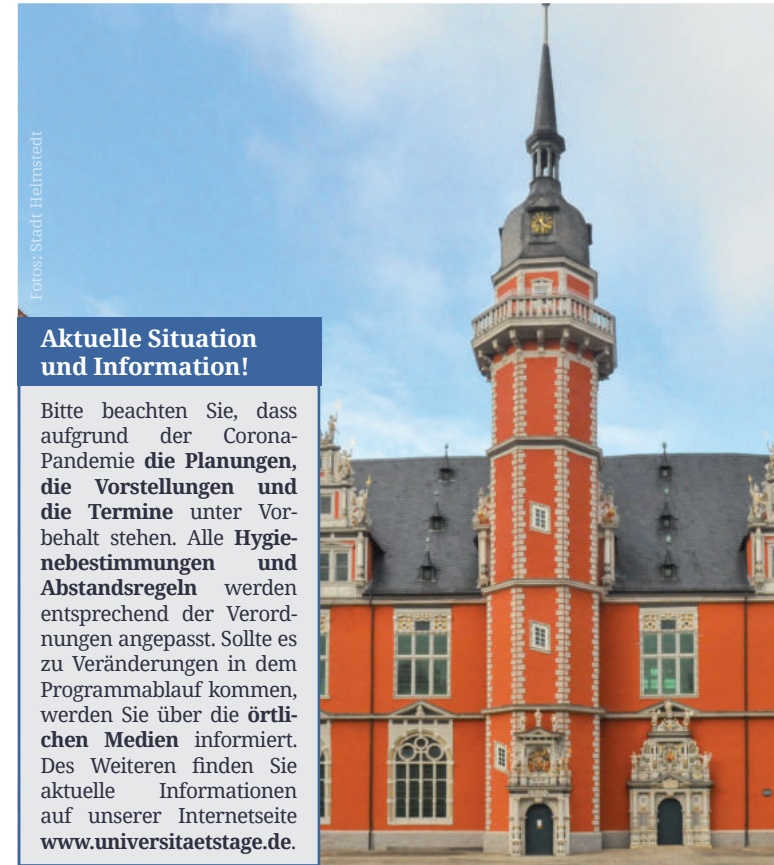 Fotos: Stadt Helmstedt
Aktuelle Situation
und Information!
Bitte beachten Sie, dass
aufgrund der Corona-
Pandemie die Planungen,
die Vorstellungen und
die Termine unter Vor-
behalt stehen. Alle Hygie-
nebestimmungen und
Abstandsregeln werden
entsprechend der Verord-
nungen angepasst. Sollte es
zu Veränderungen in dem
Programmablauf kommen,
werden Sie über die örtli-
chen Medien informiert.
Des Weiteren finden Sie
aktuelle Informationen
auf unserer Internetseite
www.universitaetstage.de.